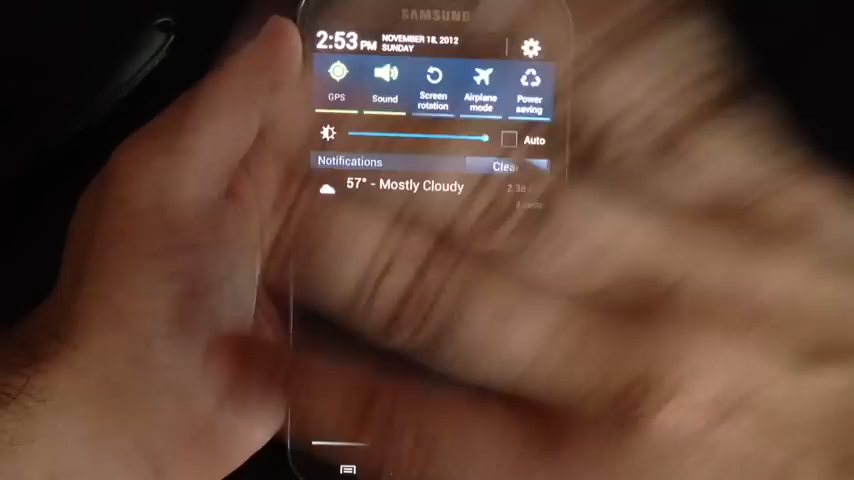 SAMSUNG
2:53 PM NOVEMBER 18, 2012 SUNDAY
GPS
Sound
Screen rotation
Airplane mode
Power saving
Auto
Notifications
57° - Mostly Cloudy